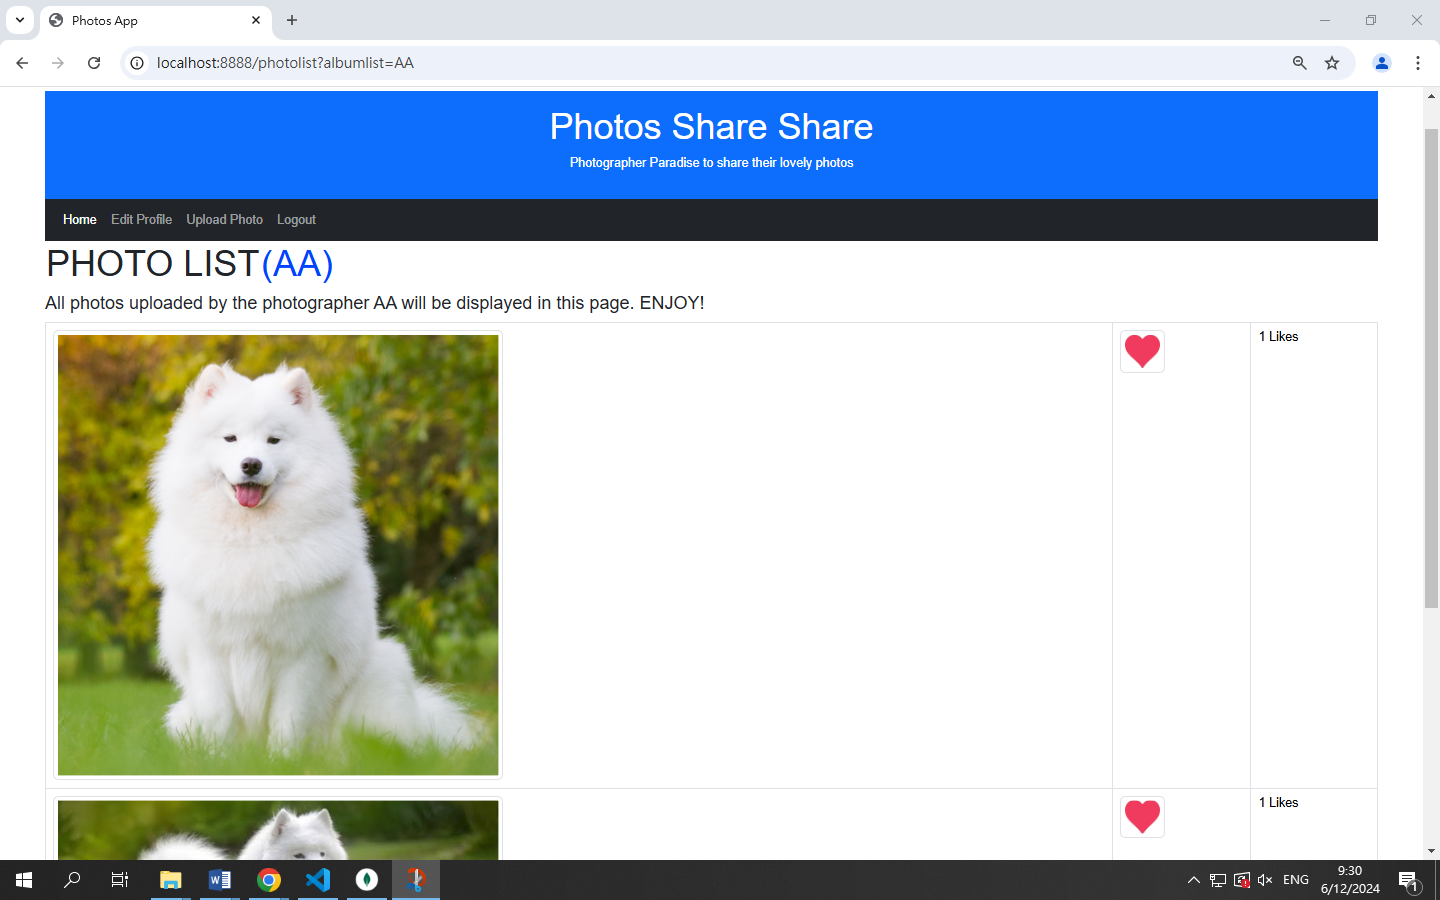 Photos App
localhost:8888/photolist?albumlist=AA
Photos Share Share
Photographer Paradise to share their lovely photos
Home Edit Profile Upload Photo Logout
PHOTO LIST(AA)
All photos uploaded by the photographer AA will be displayed in this page. ENJOY!
1 Likes
1 Likes
ENG
9:30
6/12/2024
1